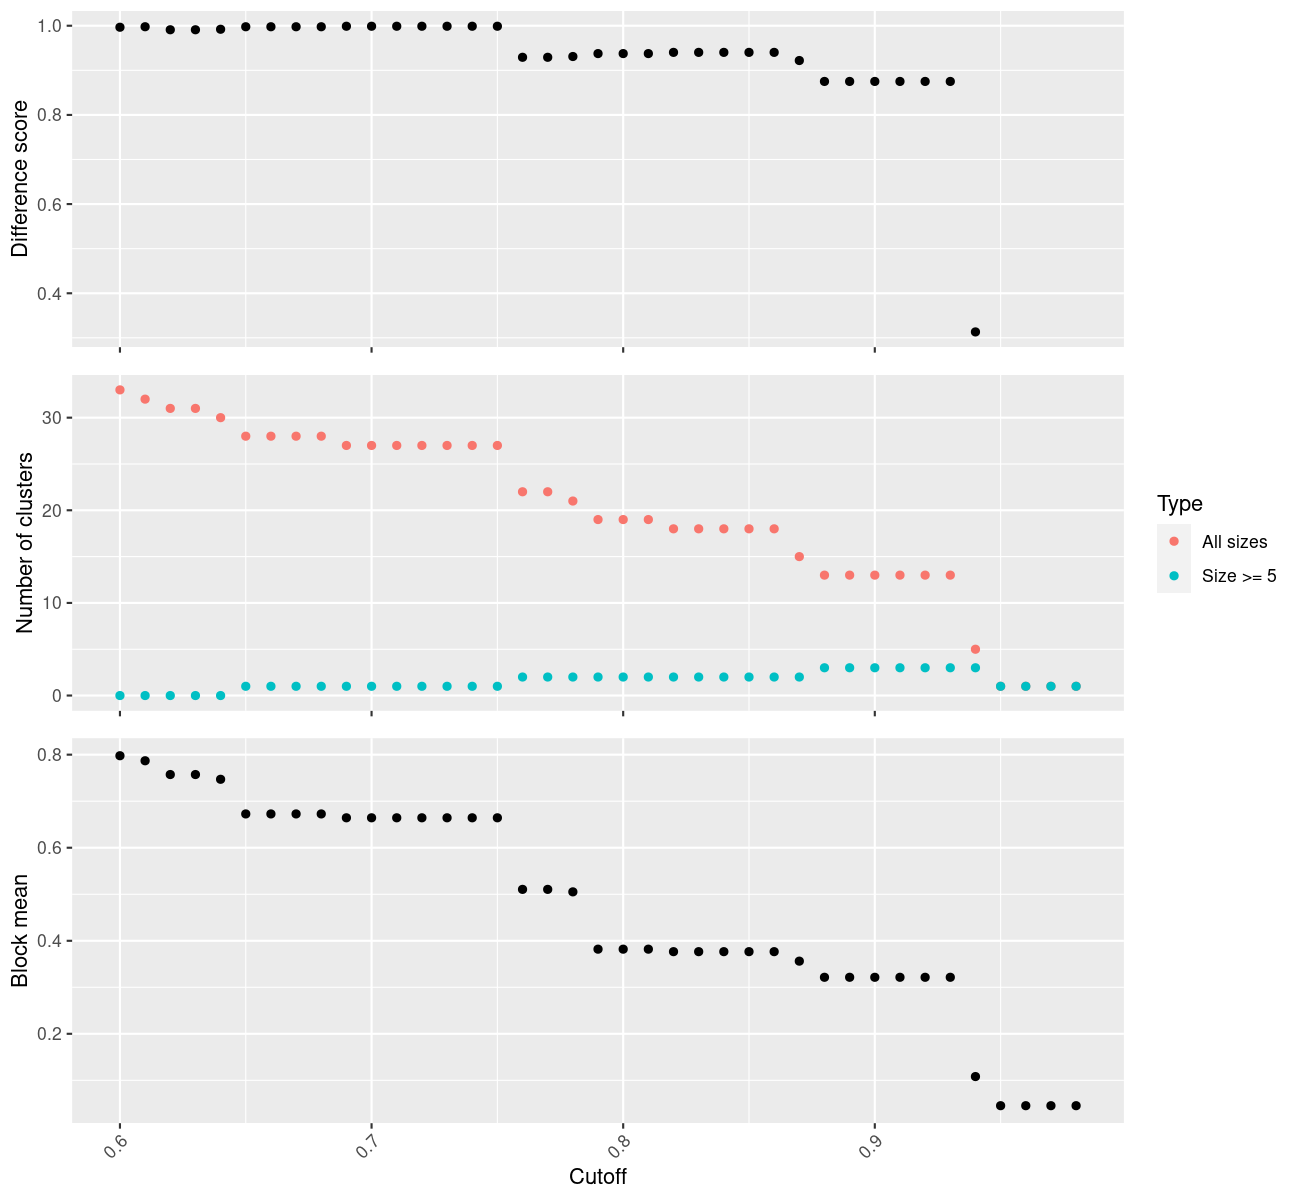 Difference score
1.0
0.8
0.6
0.4
Number of clusters
30
20
10
0
Type
All sizes
Size >= 5
Block mean
0.8
0.6
0.4
0.2
0.6
0.7
0.8
0.9
Cutoff